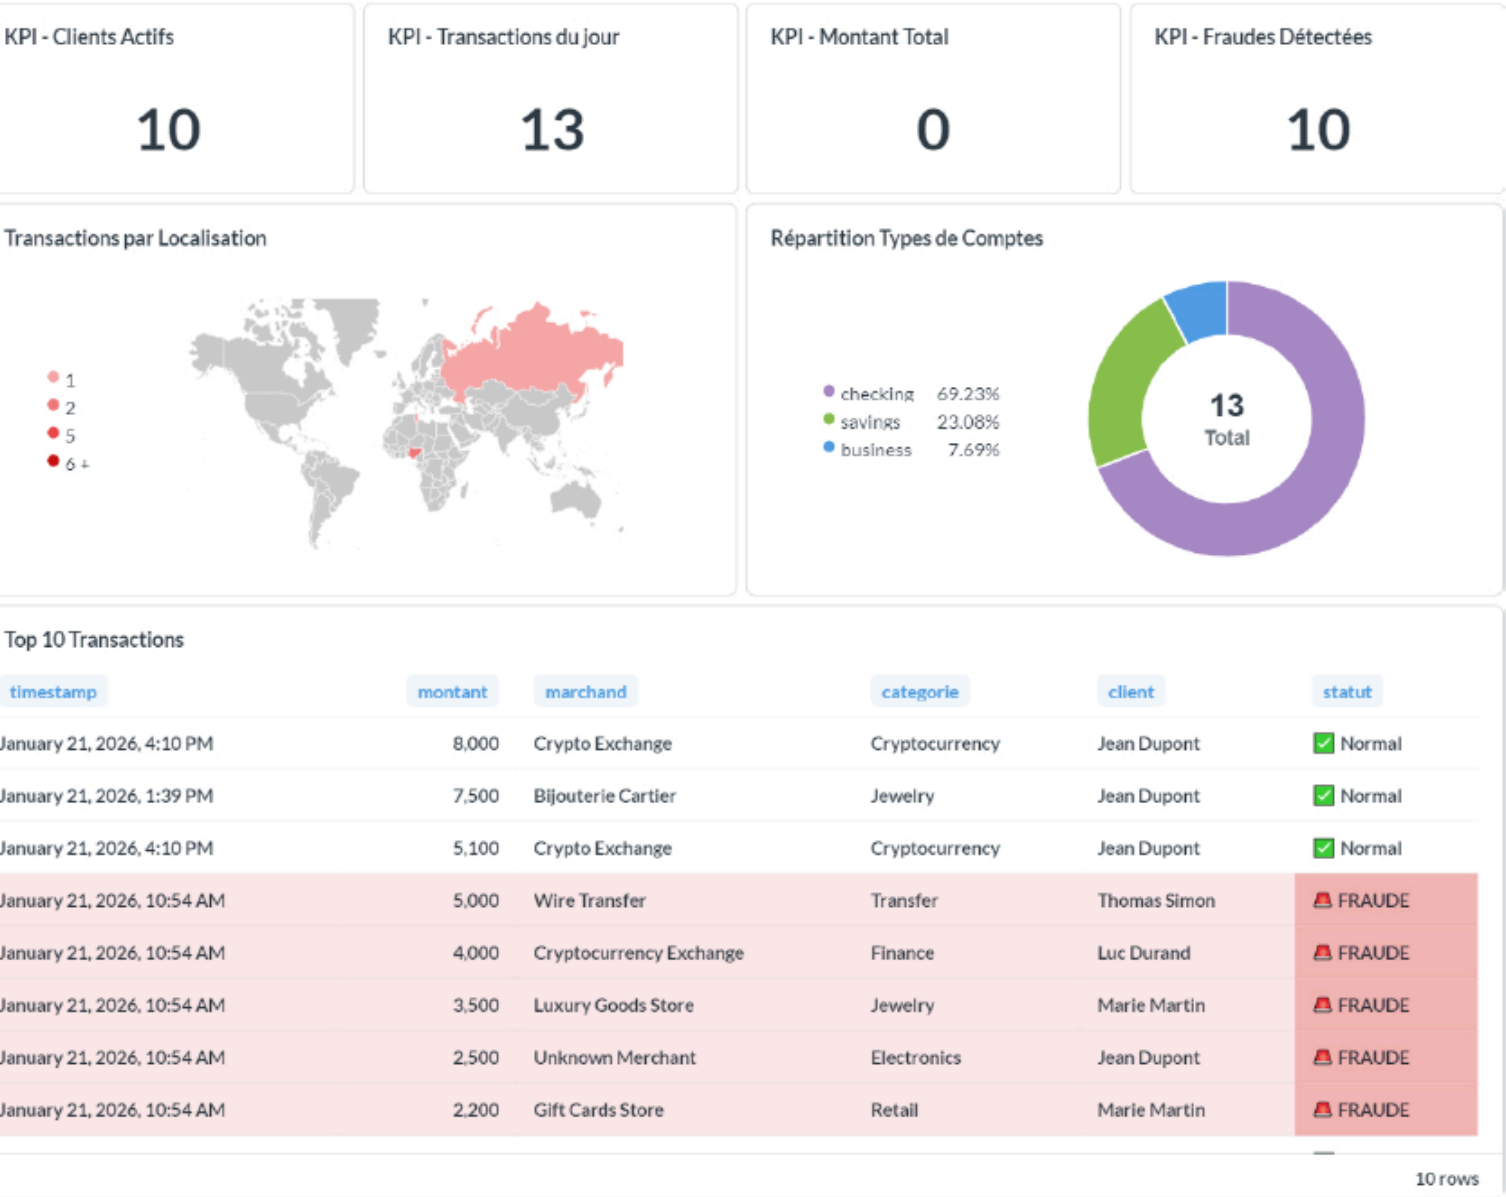 KPI - Clients Actifs
10
KPI - Transactions du jour
13
KPI - Montant Total
0
KPI - Fraudes Détectées
10
Transactions par Localisation
1
2
5
6 +
Répartition Types de Comptes
checking 69.23%
savings 23.08%
business 7.69%
13
Total
Top 10 Transactions
timestamp montant marchand categorie client statut
January 21, 2026, 4:10 PM 8,000 Crypto Exchange Cryptocurrency Jean Dupont Normal
January 21, 2026, 1:39 PM 7,500 Bijouterie Cartier Jewelry Jean Dupont Normal
January 21, 2026, 4:10 PM 5,100 Crypto Exchange Cryptocurrency Jean Dupont Normal
January 21, 2026, 10:54 AM 5,000 Wire Transfer Transfer Thomas Simon FRAUDE
January 21, 2026, 10:54 AM 4,000 Cryptocurrency Exchange Finance Luc Durand FRAUDE
January 21, 2026, 10:54 AM 3,500 Luxury Goods Store Jewelry Marie Martin FRAUDE
January 21, 2026, 10:54 AM 2,500 Unknown Merchant Electronics Jean Dupont FRAUDE
January 21, 2026, 10:54 AM 2,200 Gift Cards Store Retail Marie Martin FRAUDE
10 rows